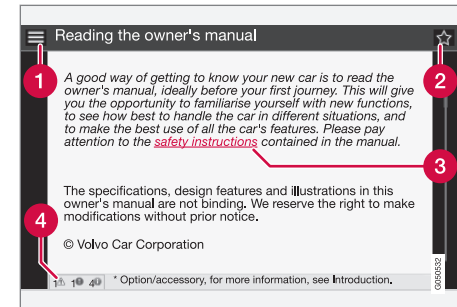 Reading the owner's manual
1
2
A good way of getting to know your new car is to read the
owner's manual, ideally before your first journey. This will give
you the opportunity to familiarise yourself with new functions,
to see how best to handle the car in different situations, and
to make the best use of all the car's features. Please pay
attention to the safety instructions contained in the manual.
3
The specifications, design features and illustrations in this
owner's manual are not binding. We reserve the right to make
modifications without prior notice.
4
© Volvo Car Corporation
1 1 4 * Option/accessory, for more information, see Introduction.
G050532